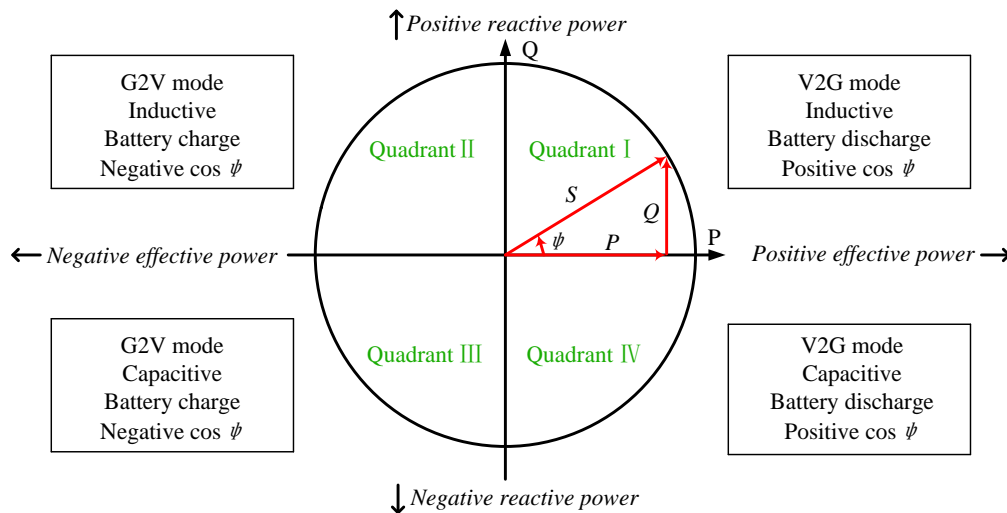 Positive reactive power
Q
G2V mode
Inductive
Battery charge
Negative cos ψ
V2G mode
Inductive
Battery discharge
Positive cos ψ
Quadrant Ⅱ
Quadrant Ⅰ
S
Q
ψ
P
P
Negative effective power
Positive effective power
G2V mode
Capacitive
Battery charge
Negative cos ψ
Quadrant Ⅲ
Quadrant Ⅳ
V2G mode
Capacitive
Battery discharge
Positive cos ψ
Negative reactive power